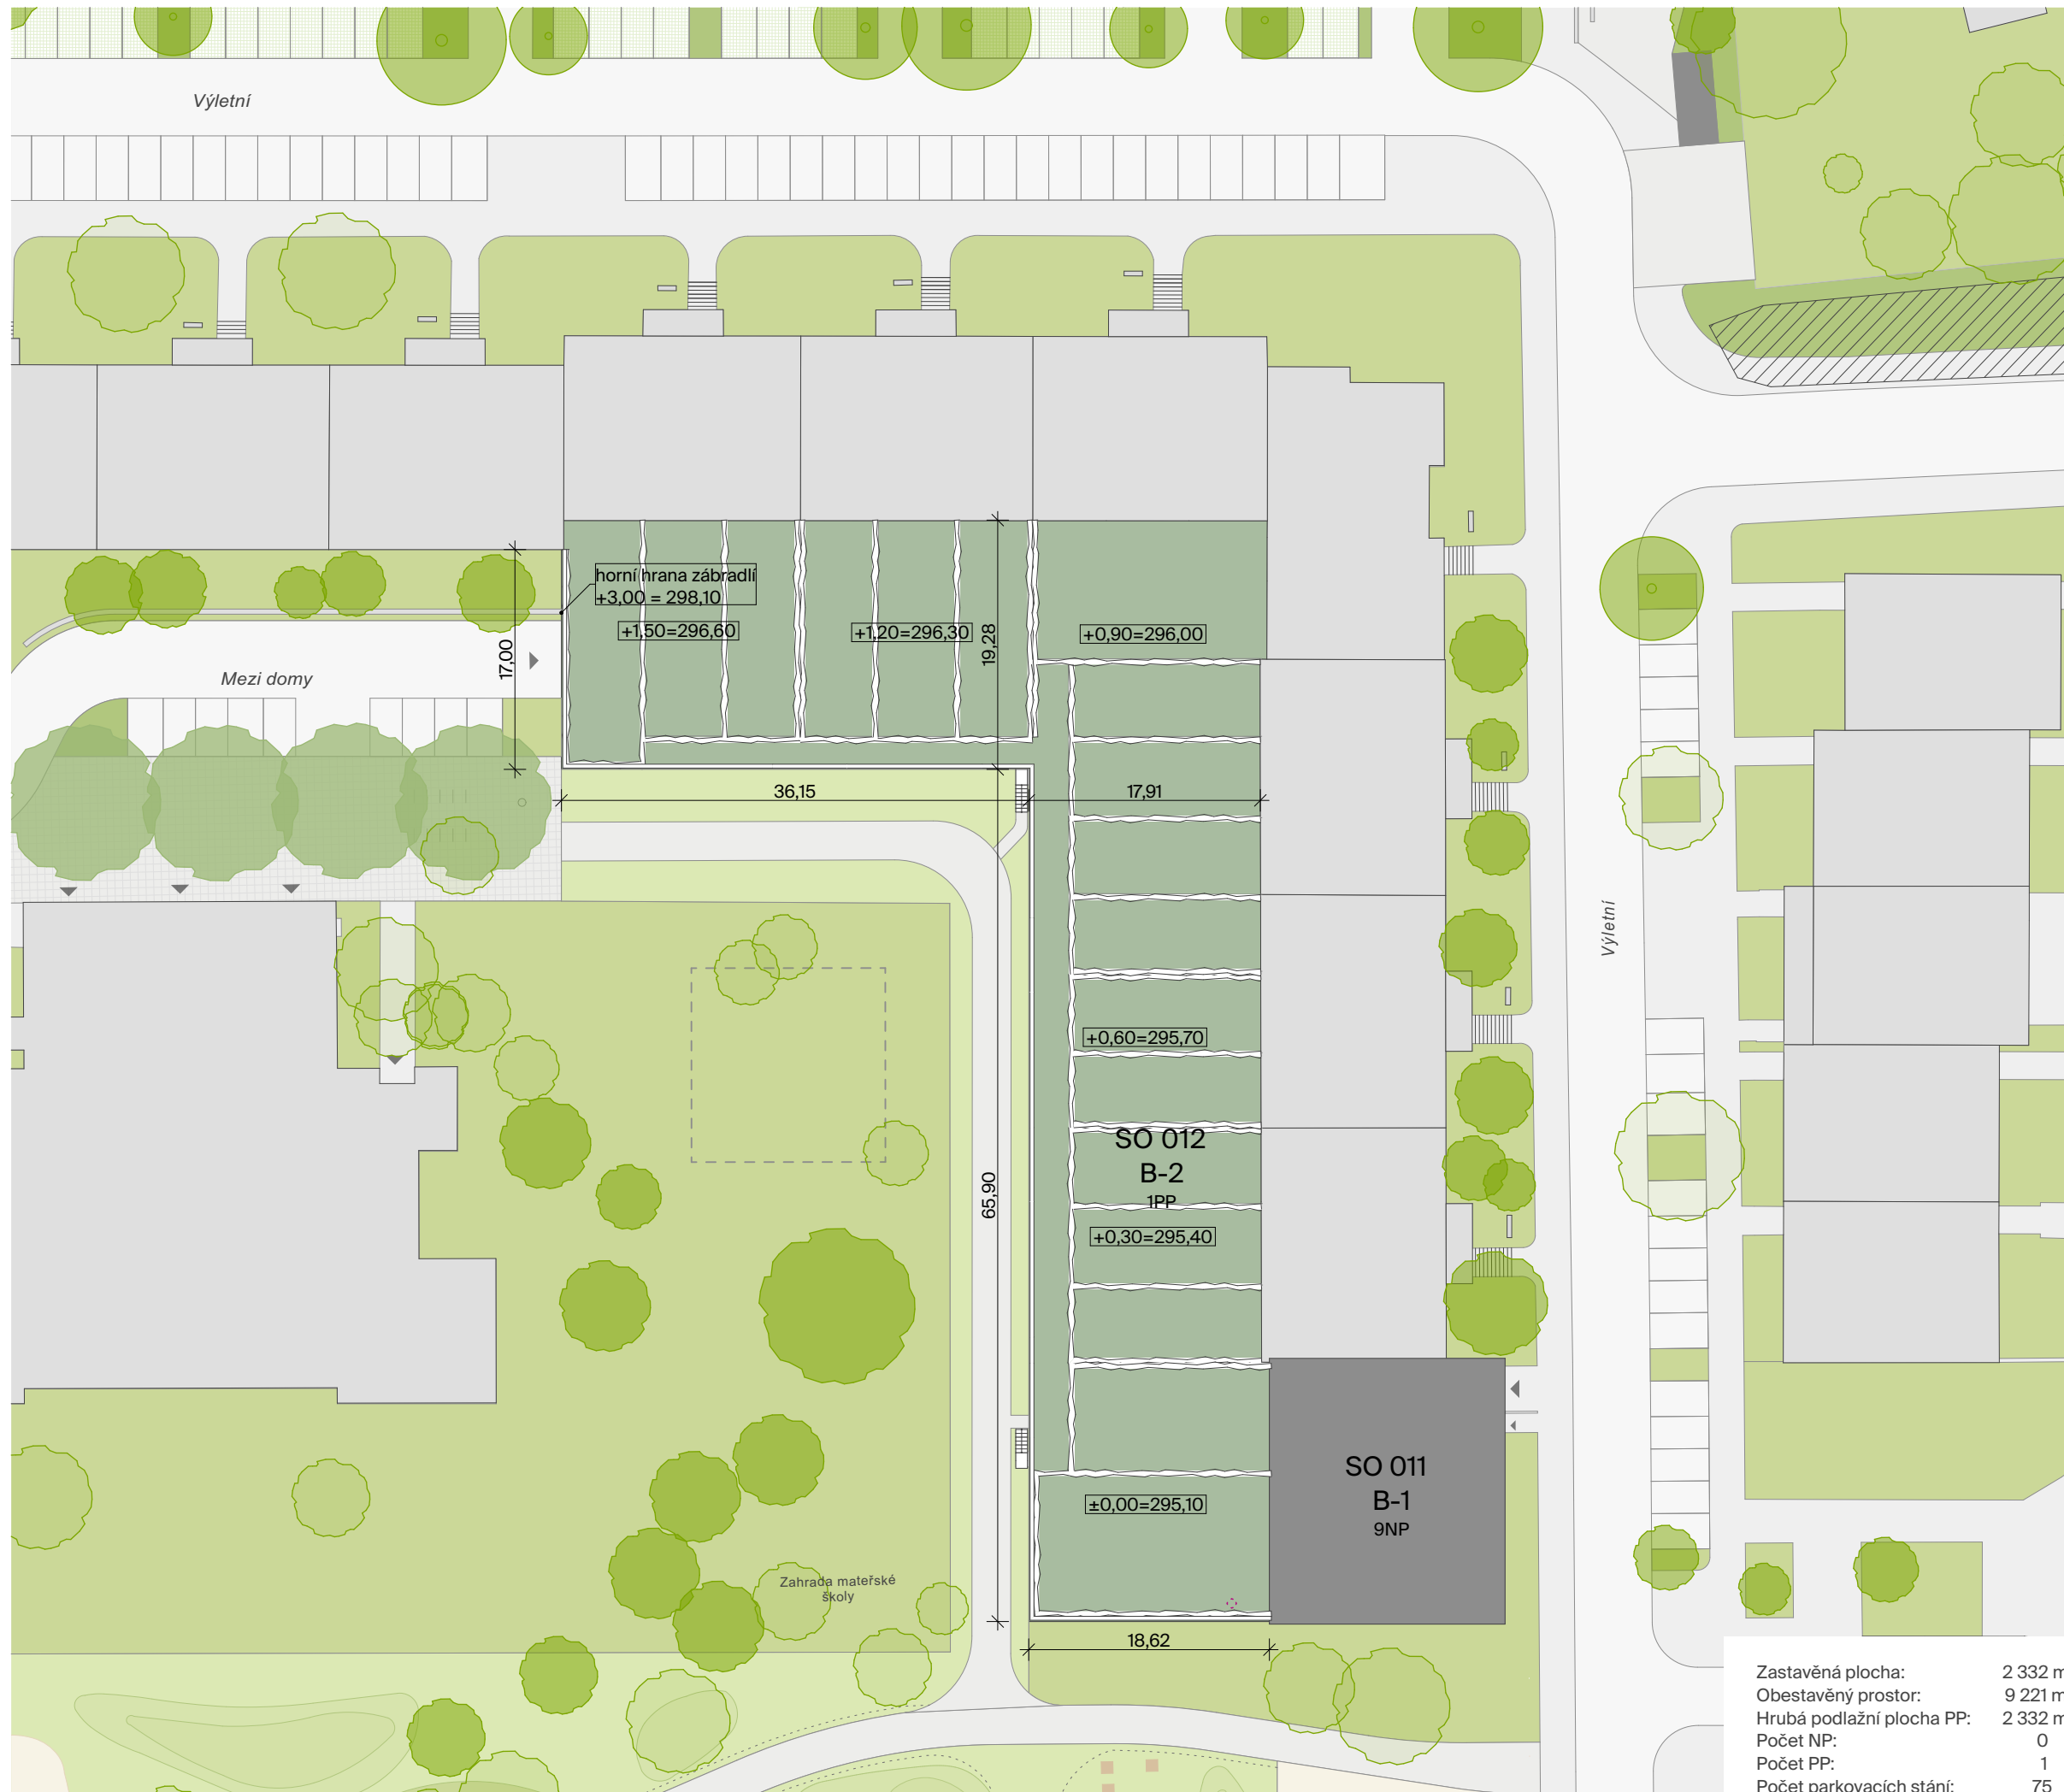 Výletní
horní hrana zábradlí
+3,00 = 298,10
+1,50=296,60
+1,20=296,30
+0,90=296,00
17,00
19,28
Mezi domy
36,15
17,91
Výletní
+0,60=295,70
SO 012
B-2
1PP
65,90
+0,30=295,40
SO 011
B-1
9NP
±0,00=295,10
Zahrada mateřské
školy
18,62
Zastavěná plocha: 2 332 m
Obestavěný prostor: 9 221 m
Hrubá podlažní plocha PP: 2 332 m
Počet NP: 0
Počet PP: 1
Počet parkovacích stání: 75